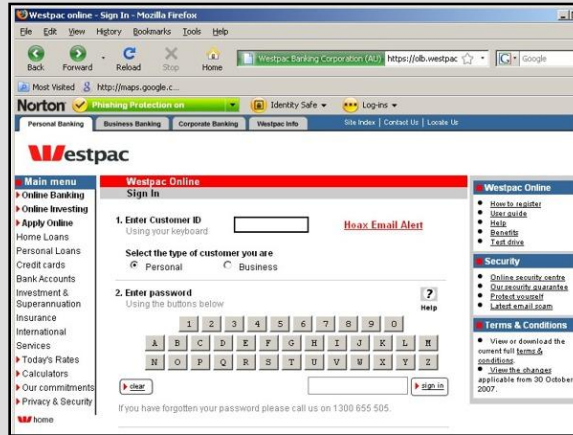 Westpac online - Sign In - Mozilla Firefox
File Edit View History Bookmarks Tools Help
Back Forward Reload Stop Home Westpac Banking Corporation (AU) https://olb.westpac Google
Most Visited http://maps.google.c...
Norton Phishing Protection on Identity Safe Log-ins
Personal Banking Business Banking Corporate Banking Westpac Info Site Index | Contact Us | Locate Us
Westpac
Main menu
Online Banking
Online Investing
Apply Online
Home Loans
Personal Loans
Credit cards
Bank Accounts
Investment &
Superannuation
Insurance
International
Services
Today's Rates
Calculators
Our commitments
Privacy & Security
home
Westpac Online
Sign In
1. Enter Customer ID
Using your keyboard
Hoax Email Alert
Select the type of customer you are
Personal Business
2. Enter password
Using the buttons below
?
Help
1 2 3 4 5 6 7 8 9 0
A B C D E F G H I J K L M
N O P Q R S T U V W X Y Z
clear sign in
If you have forgotten your password please call us on 1300 655 505.
Westpac Online
How to register
User guide
Help
Benefits
Test drive
Security
Online security centre
Our security guarantee
Protect yourself
Latest email scam
Terms & Conditions
View or download the
current full terms &
conditions.
View the changes
applicable from 30 October
2007.